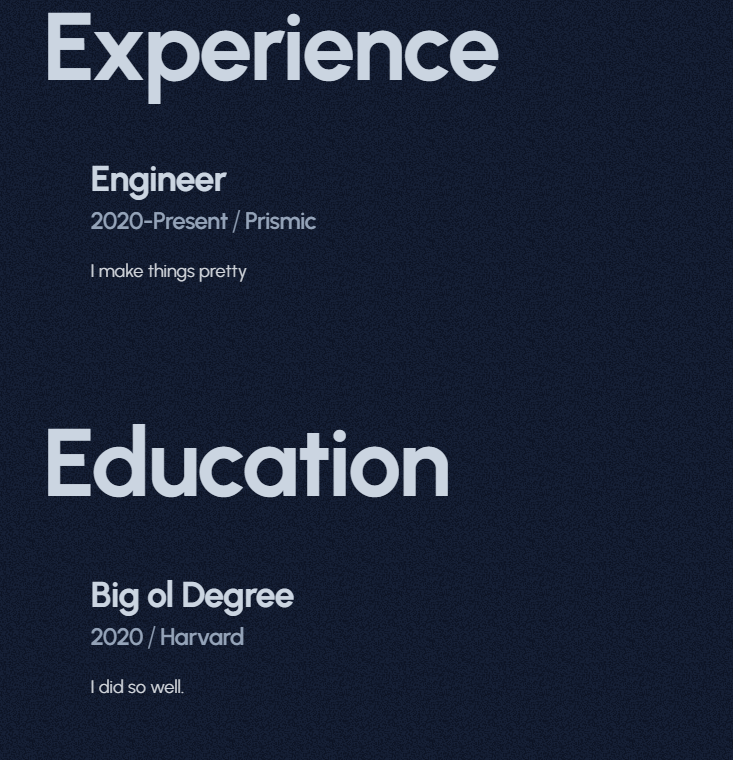 Experience
Engineer
2020-Present / Prismic
I make things pretty
Education
Big ol Degree
2020 / Harvard
I did so well.